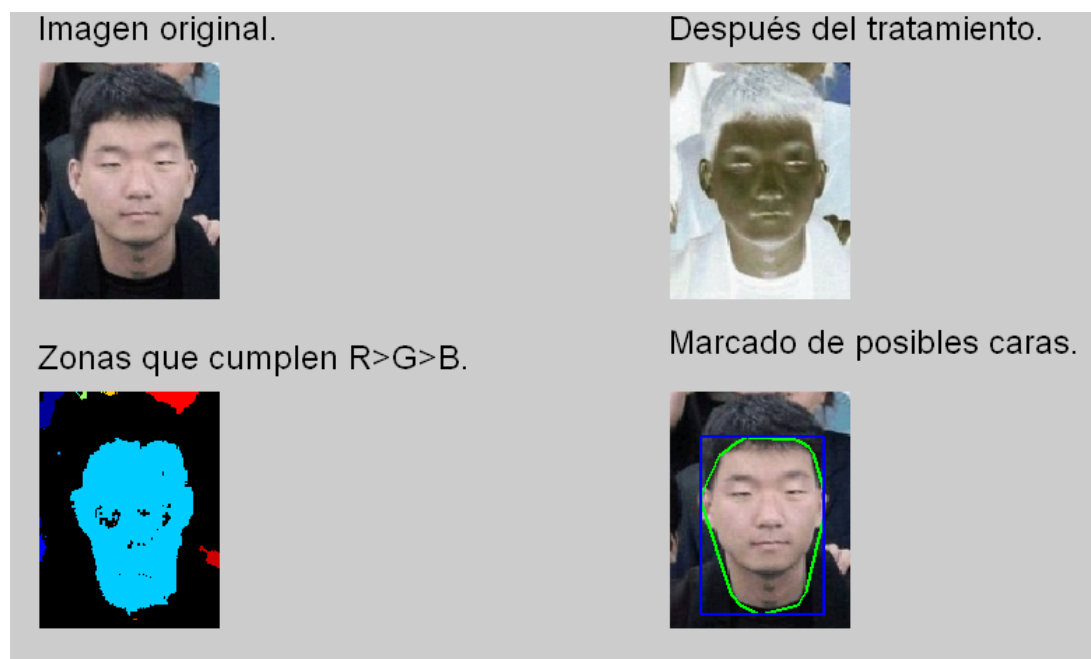 Imagen original.
Después del tratamiento.
Zonas que cumplen R>G>B.
Marcado de posibles caras.